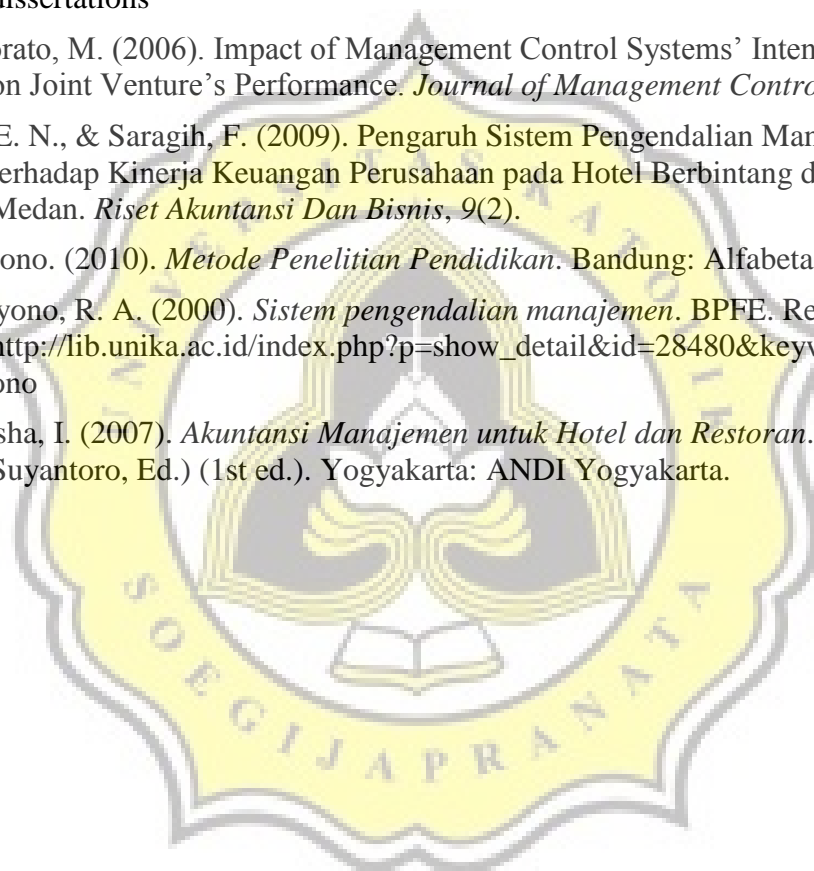 dissertations
orato, M. (2006). Impact of Management Control Systems’ Inten
on Joint Venture’s Performance. Journal of Management Contro
E. N., & Saragih, F. (2009). Pengaruh Sistem Pengendalian Man
erhadap Kinerja Keuangan Perusahaan pada Hotel Berbintang d
Medan. Riset Akuntansi Dan Bisnis, 9(2).
ono. (2010). Metode Penelitian Pendidikan. Bandung: Alfabeta
yono, R. A. (2000). Sistem pengendalian manajemen. BPFE. Re
http://lib.unika.ac.id/index.php?p=show_detail&id=28480&keyv
ono
sha, I. (2007). Akuntansi Manajemen untuk Hotel dan Restoran.
Suyantoro, Ed.) (1st ed.). Yogyakarta: ANDI Yogyakarta.
UNIVERSITAS KATOLIK
SOEGIJAPRANATA